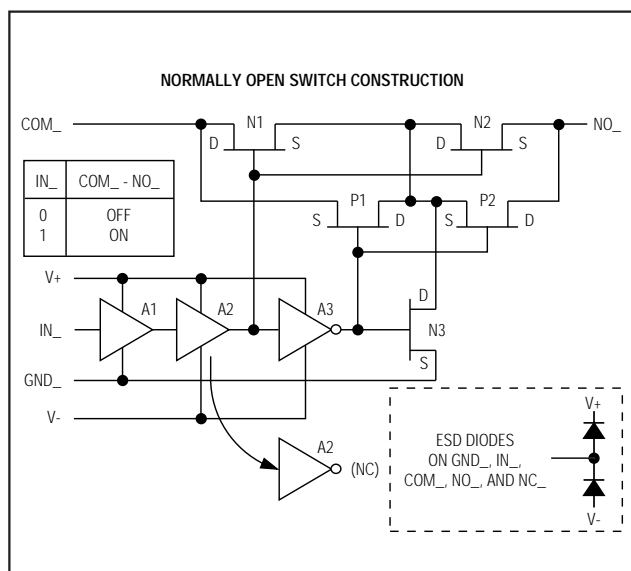 NORMALLY OPEN SWITCH CONSTRUCTION
COM_
N1
N2
NO_
D
S
D
S
IN_ COM_ - NO_
0 OFF
1 ON
P1
P2
S
D
S
D
V+
A1
A2
A3
D
IN_
N3
GND_
S
V-
A2
(NC)
V+
ESD DIODES
ON GND_, IN_,
COM_, NO_, AND NC_
V-